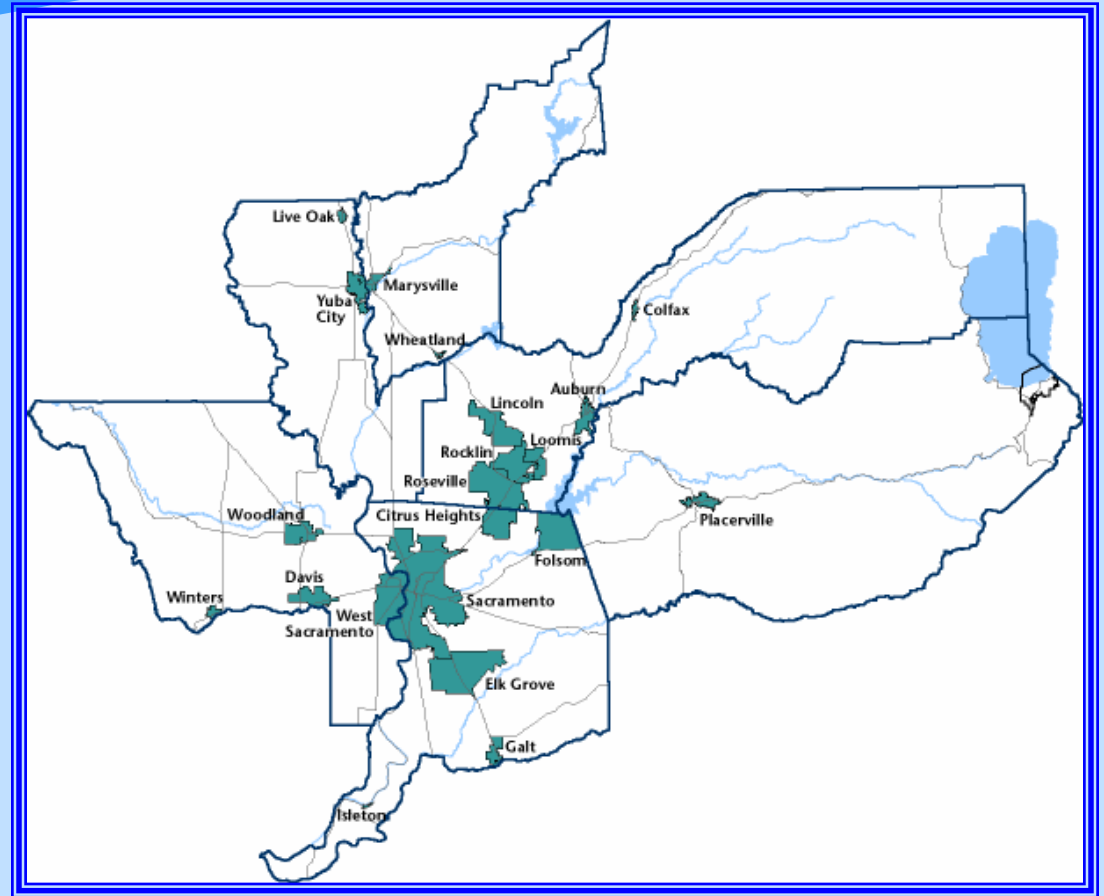 Live Oak
Marysville
Yuba
City
Colfax
Wheatland
Auburn
Lincoln
Loomis
Rocklin
Roseville
Citrus Heights
Woodland
Placerville
Folsom
Davis
Winters
Sacramento
West
Sacramento
Elk Grove
Galt
Isleton